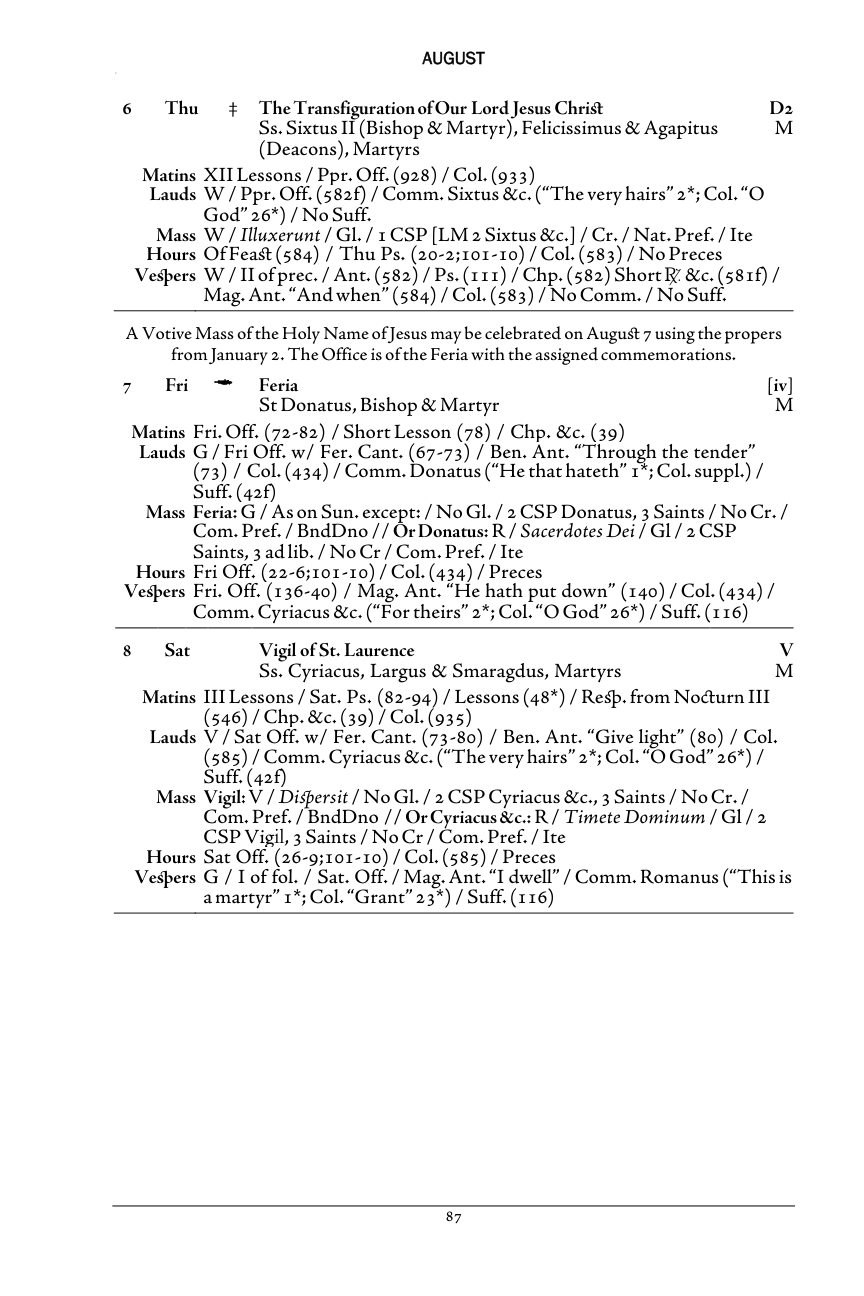 AUGUST
6 Thu ‡ The Transfiguration of Our Lord Jesus Christ D2
Ss. Sixtus II (Bishop & Martyr), Felicissimus & Agapitus M
(Deacons), Martyrs
Matins XII Lessons / Ppr. Off. (928) / Col. (933)
Lauds W / Ppr. Off. (582f) / Comm. Sixtus &c. (“The very hairs” 2*; Col. “O
God” 26*) / No Suff.
Mass W / Illuxerunt / Gl. / 1 CSP [LM 2 Sixtus &c.] / Cr. / Nat. Pref. / Ite
Hours Of Feast (584) / Thu Ps. (20-2;101-10) / Col. (583) / No Preces
Vespers W / II of prec. / Ant. (582) / Ps. (111) / Chp. (582) Short ℟. &c. (581f) /
Mag. Ant. “And when” (584) / Col. (583) / No Comm. / No Suff.
A Votive Mass of the Holy Name of Jesus may be celebrated on August 7 using the propers
from January 2. The Office is of the Feria with the assigned commemorations.
7 Fri Feria [iv]
St Donatus, Bishop & Martyr M
Matins Fri. Off. (72-82) / Short Lesson (78) / Chp. &c. (39)
Lauds G / Fri Off. w/ Fer. Cant. (67-73) / Ben. Ant. “Through the tender”
(73) / Col. (434) / Comm. Donatus (“He that hateth” 1*; Col. suppl.) /
Suff. (42f)
Mass Feria: G / As on Sun. except: / No Gl. / 2 CSP Donatus, 3 Saints / No Cr. /
Com. Pref. / BndDno // Or Donatus: R / Sacerdotes Dei / Gl / 2 CSP
Saints, 3 ad lib. / No Cr / Com. Pref. / Ite
Hours Fri Off. (22-6;101-10) / Col. (434) / Preces
Vespers Fri. Off. (136-40) / Mag. Ant. “He hath put down” (140) / Col. (434) /
Comm. Cyriacus &c. (“For theirs” 2*; Col. “O God” 26*) / Suff. (116)
8 Sat Vigil of St. Laurence V
Ss. Cyriacus, Largus & Smaragdus, Martyrs M
Matins III Lessons / Sat. Ps. (82-94) / Lessons (48*) / Resp. from Nocturn III
(546) / Chp. &c. (39) / Col. (935)
Lauds V / Sat Off. w/ Fer. Cant. (73-80) / Ben. Ant. “Give light” (80) / Col.
(585) / Comm. Cyriacus &c. (“The very hairs” 2*; Col. “O God” 26*) /
Suff. (42f)
Mass Vigil: V / Dispersit / No Gl. / 2 CSP Cyriacus &c., 3 Saints / No Cr. /
Com. Pref. / BndDno // Or Cyriacus &c.: R / Timete Dominum / Gl / 2
CSP Vigil, 3 Saints / No Cr / Com. Pref. / Ite
Hours Sat Off. (26-9;101-10) / Col. (585) / Preces
Vespers G / I of fol. / Sat. Off. / Mag. Ant. “I dwell” / Comm. Romanus (“This is
a martyr” 1*; Col. “Grant” 23*) / Suff. (116)
87